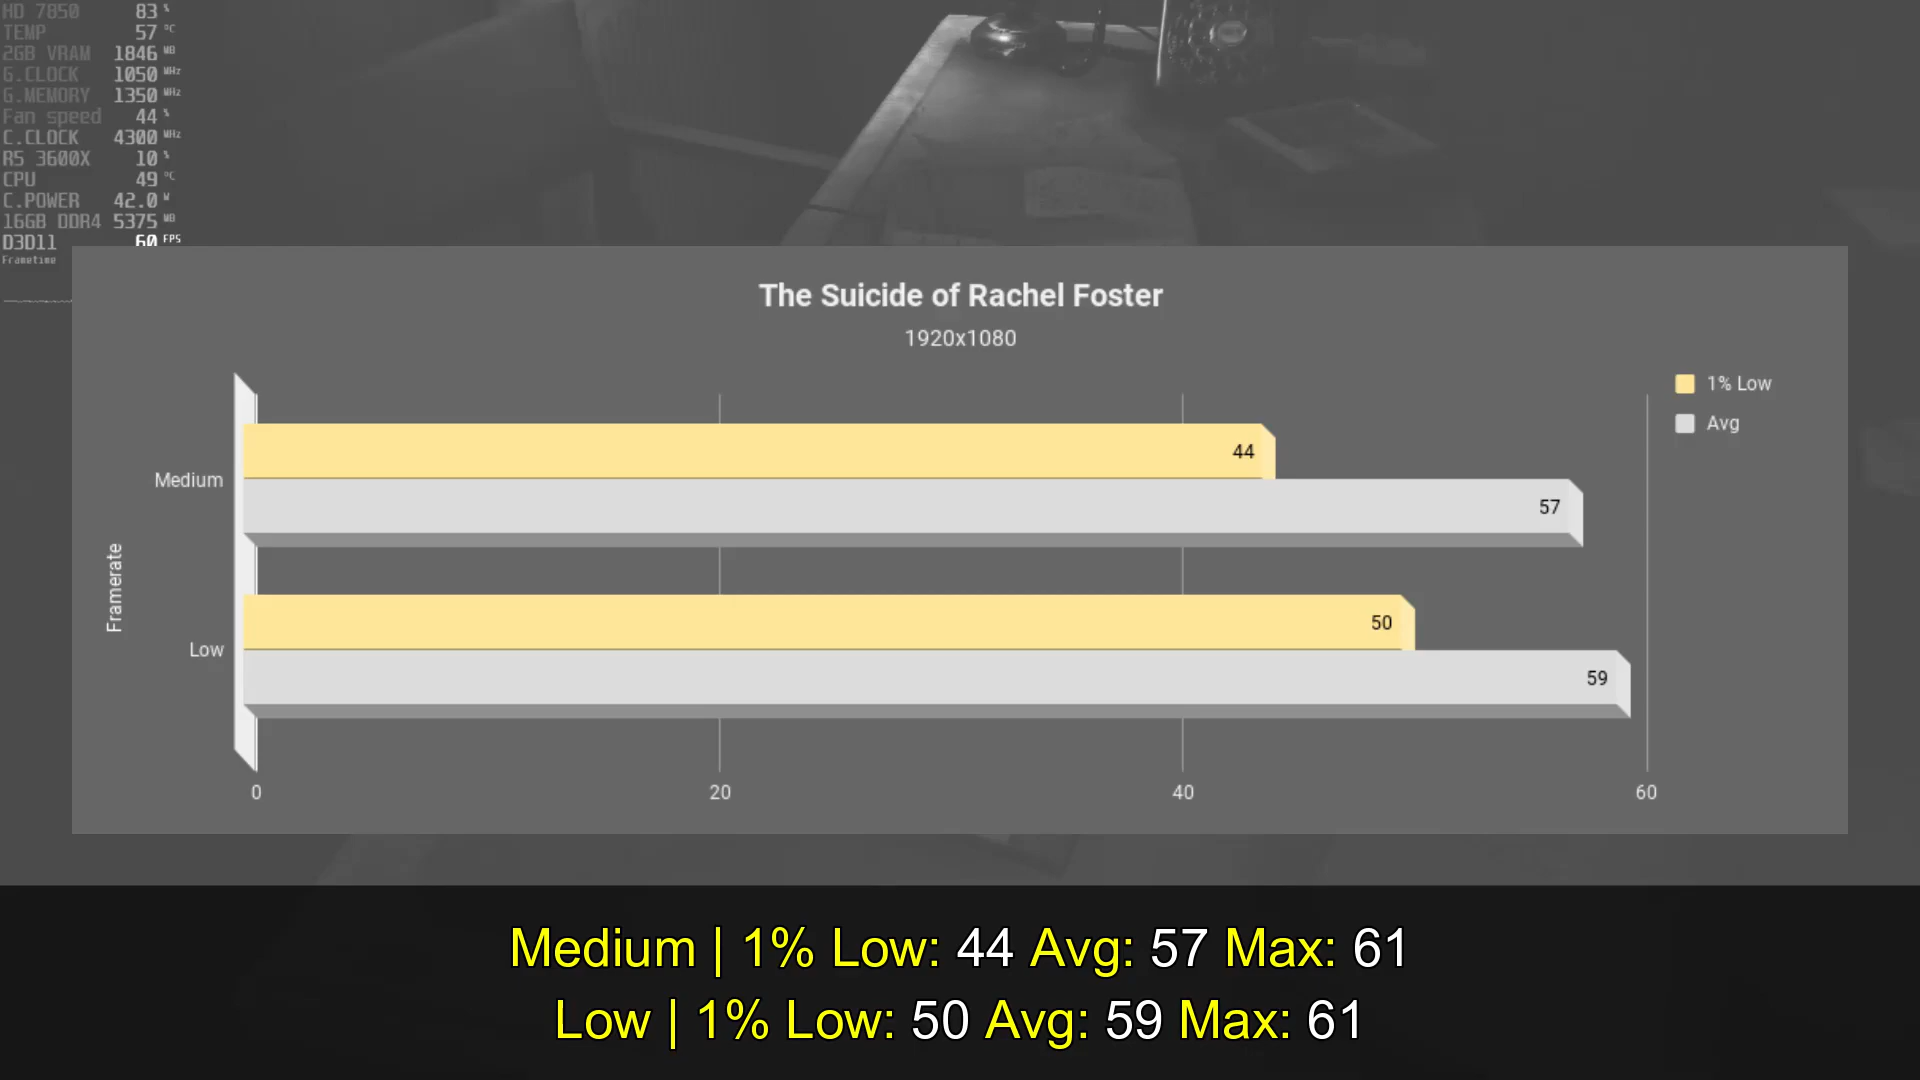 HD 7850 83 %
TEMP 57 °C
2GB VRAM 1846 MB
G.CLOCK 1050 MHz
G.MEMORY 1350 MHz
Fan speed 44 %
C.CLOCK 4300 MHz
R5 3600X 10 %
CPU 49 °C
C.POWER 42.0 W
16GB DDR4 5375 MB
D3D11 60 FPS
Frametime
The Suicide of Rachel Foster
1920x1080
1% Low
Avg
Framerate
Medium
44
57
Low
50
59
0 20 40 60
Medium | 1% Low: 44 Avg: 57 Max: 61
Low | 1% Low: 50 Avg: 59 Max: 61